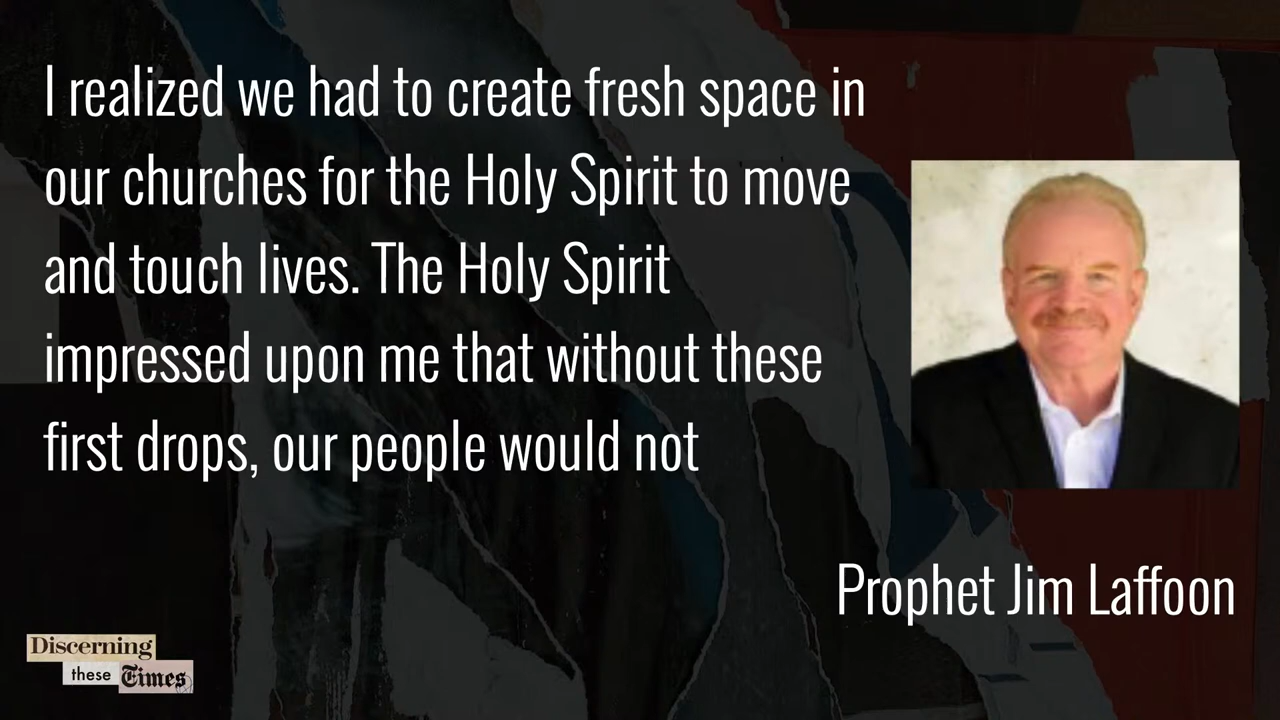 I realized we had to create fresh space in
our churches for the Holy Spirit to move
and touch lives. The Holy Spirit
impressed upon me that without these
first drops, our people would not
Prophet Jim Laffoon
Discerning
these Times